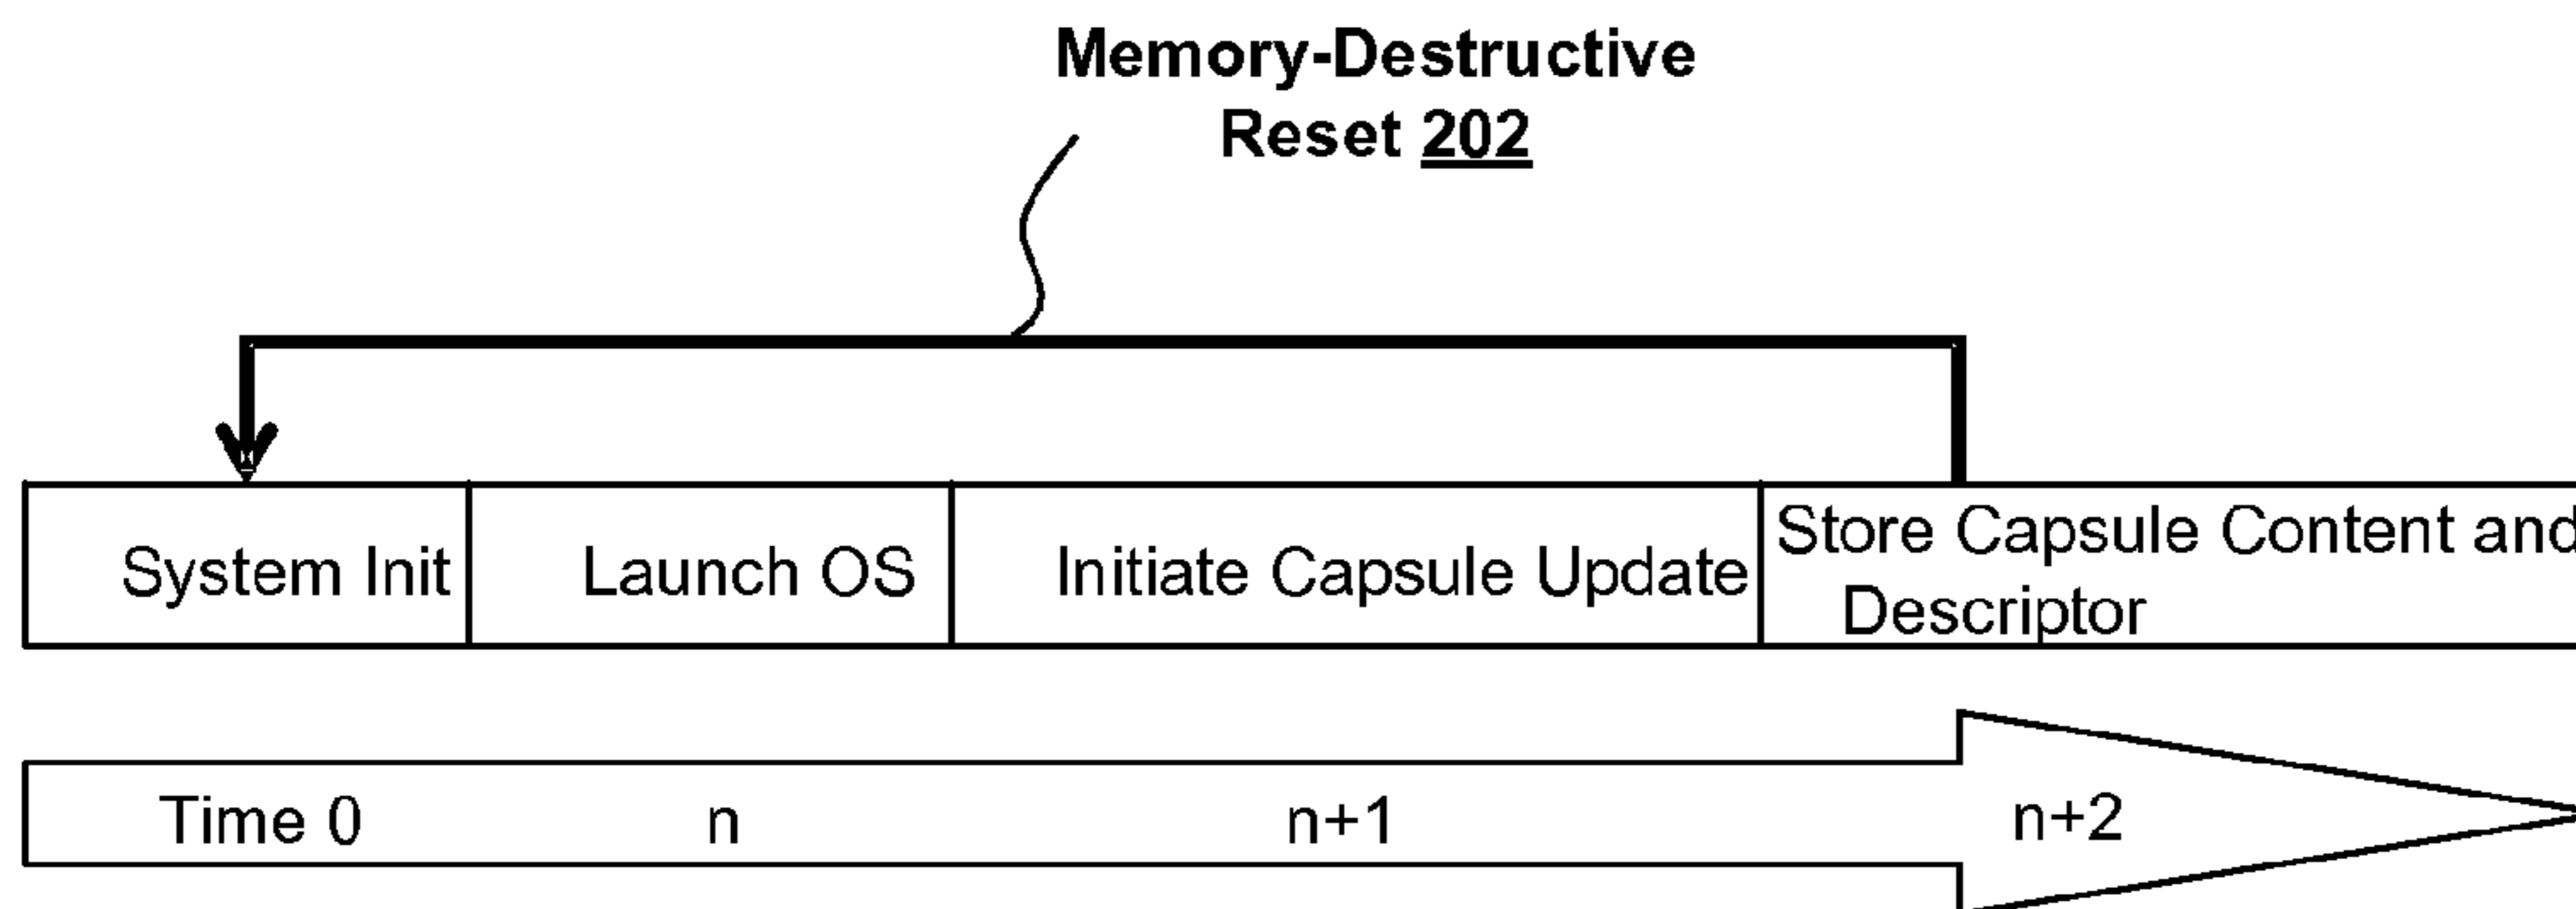 Memory-Destructive
Reset 202
System Init
Launch OS
Initiate Capsule Update
Store Capsule Content and
Descriptor
Time 0
n
n+1
n+2